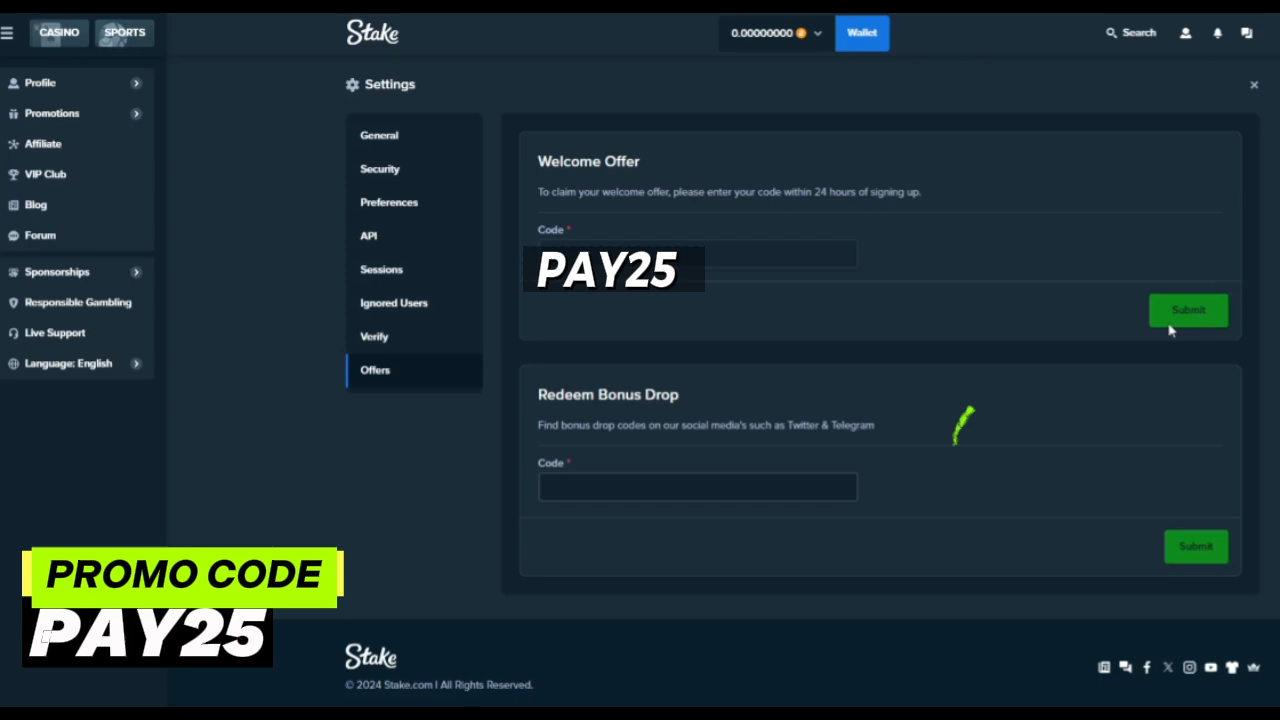 CASINO
SPORTS
Stake
0.00000000
Wallet
Search
Profile
Promotions
Affiliate
VIP Club
Blog
Forum
Sponsorships
Responsible Gambling
Live Support
Language: English
Settings
General
Security
Preferences
API
Sessions
Ignored Users
Verify
Offers
Welcome Offer
To claim your welcome offer, please enter your code within 24 hours of signing up.
Code *
PAY25
Submit
Redeem Bonus Drop
Find bonus drop codes on our social media's such as Twitter & Telegram
Code *
Submit
PROMO CODE
PAY25
Stake
© 2024 Stake.com | All Rights Reserved.